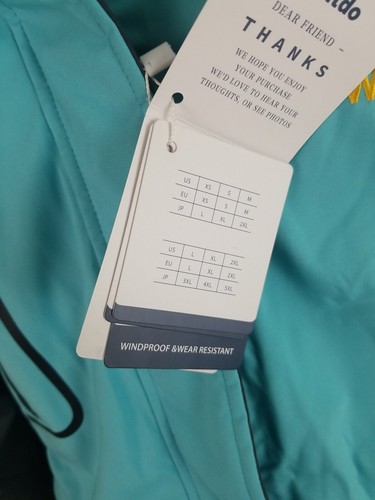 DEAR FRIEND -
THANKS
WE HOPE YOU ENJOY
YOUR PURCHASE
WE'D LOVE TO HEAR YOUR
THOUGHTS, OR SEE PHOTOS
US XS S M
EU XS S M
JP L XL 2XL
US L XL 2XL
EU L XL 2XL
JP 3XL 4XL 5XL
WINDPROOF &WEAR RESISTANT